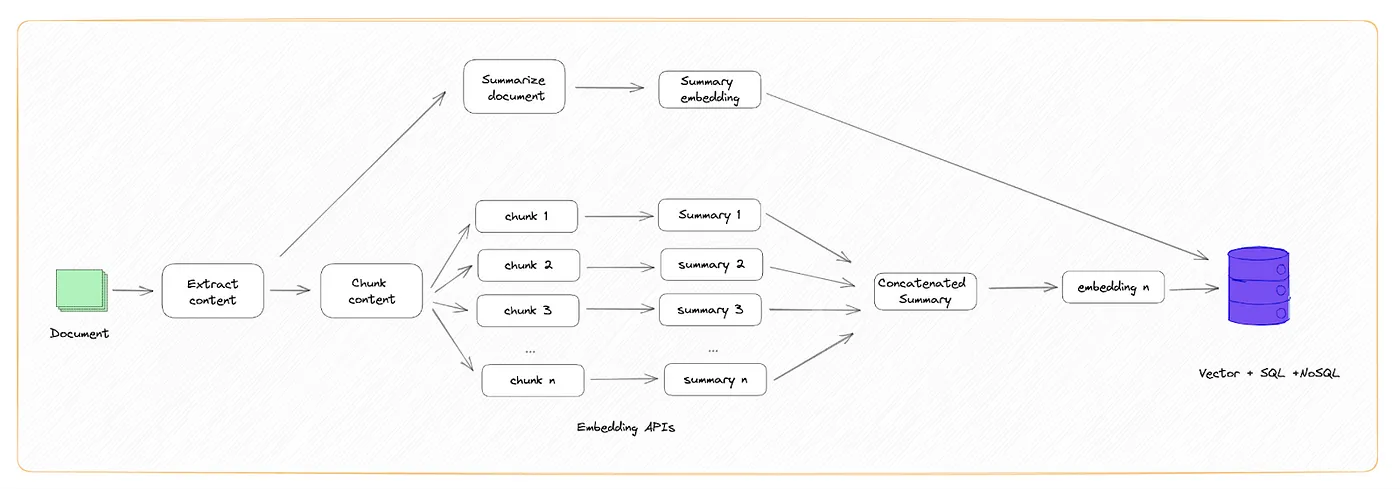 Summarize
document
Summary
embedding
chunk 1
Summary 1
chunk 2
summary 2
Extract
content
Chunk
content
Concatenated
Summary
embedding n
chunk 3
summary 3
Document
...
...
chunk n
summary n
Vector + SQL +NoSQL
Embedding APIs